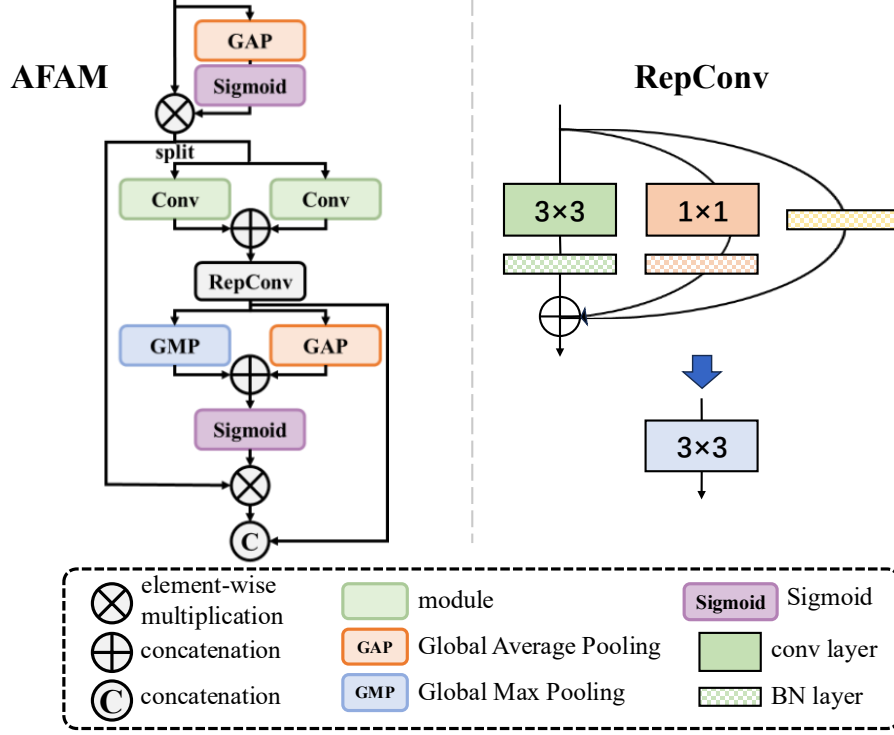 AFAM
GAP
Sigmoid
split
Conv
Conv
RepConv
GMP
GAP
Sigmoid
C
RepConv
3×3
1×1
3×3
element-wise
multiplication
module
Sigmoid
Sigmoid
concatenation
GAP
Global Average Pooling
conv layer
C
concatenation
GMP
Global Max Pooling
BN layer